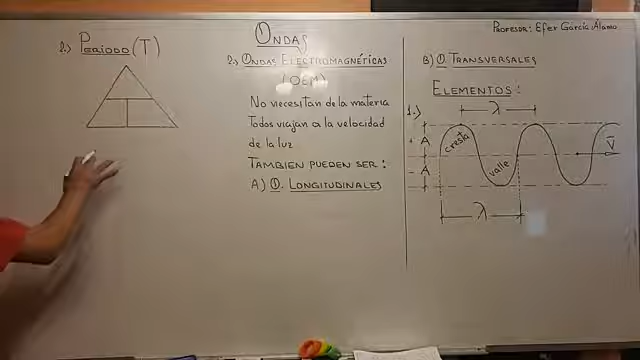 Profesor: Efer García Álamo
Ondas
2.) Período (T)
2.) Ondas Electromagnéticas
(OEM)
No necesitan de la materia
Todos viajan a la velocidad
de la luz
También pueden ser:
A) O. Longitudinales
B) O. Transversales
Elementos:
1.)
λ
+ A
- A
cresta
valle
V
λ